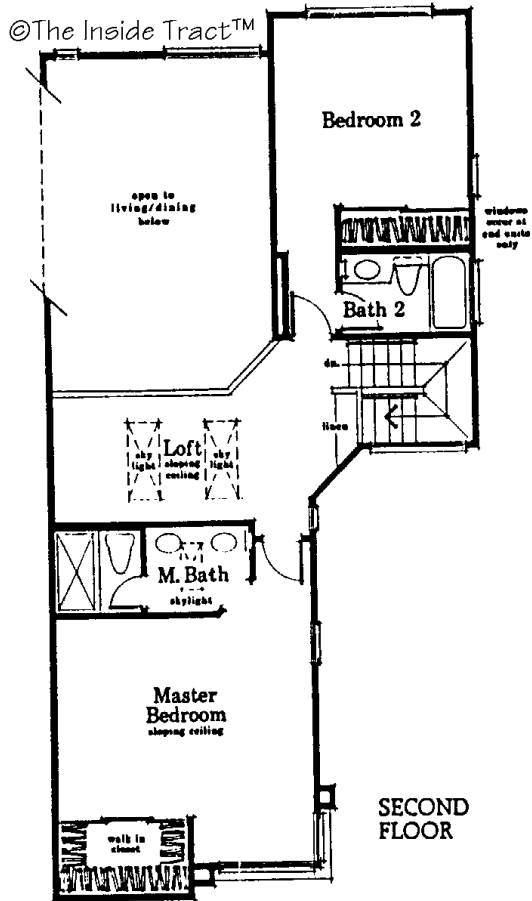 ©The Inside Tract™
Bedroom 2
open to
living/dining
below
windows
occur at
end units
only
Bath 2
dn.
linen
sky
light
Loft
sloping
ceiling
sky
light
M. Bath
skylight
Master
Bedroom
sloping ceiling
walk in
closet
SECOND
FLOOR